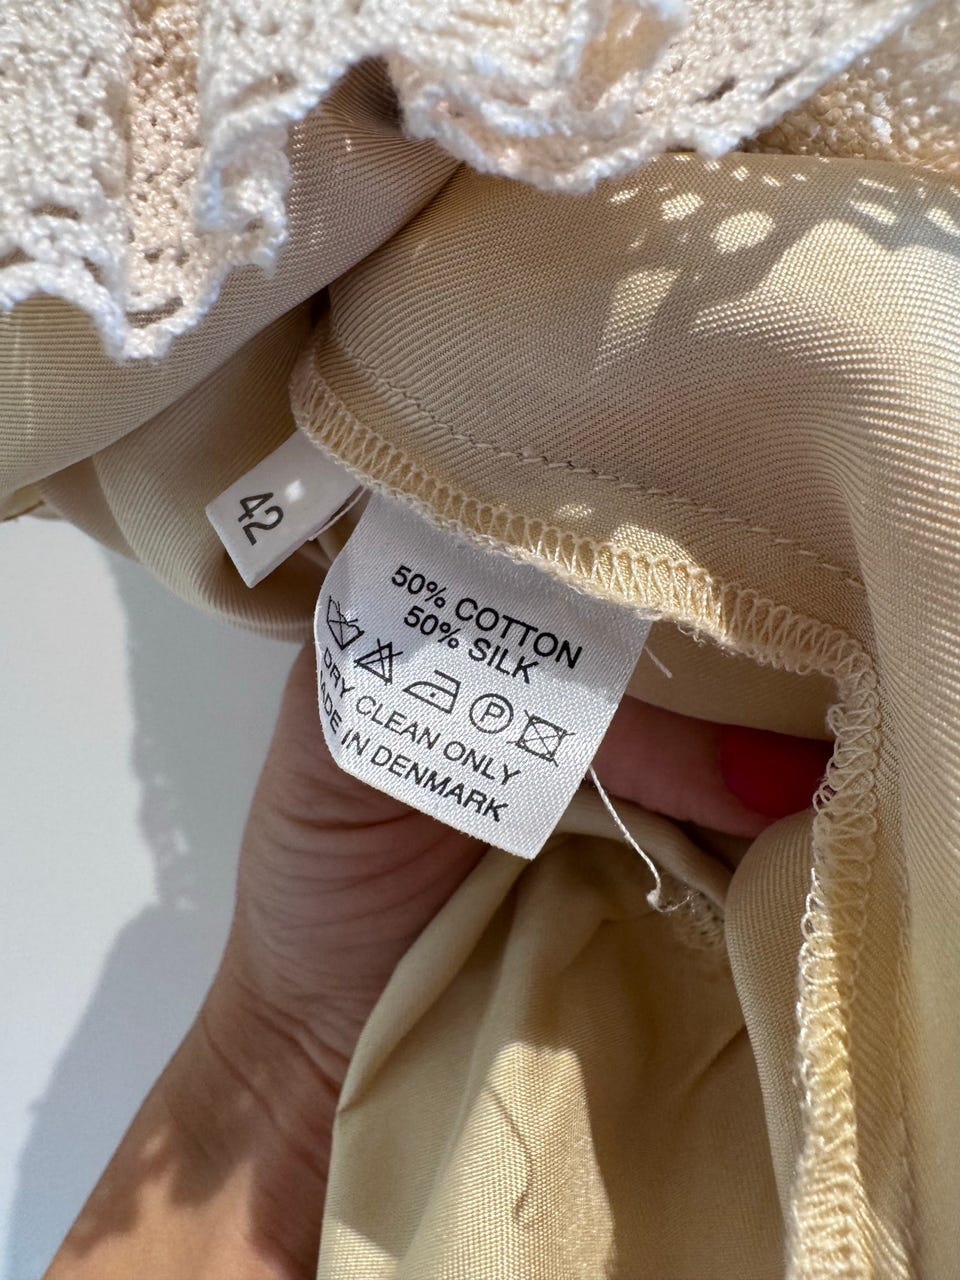 42
50% COTTON
50% SILK
P
DRY CLEAN ONLY
MADE IN DENMARK